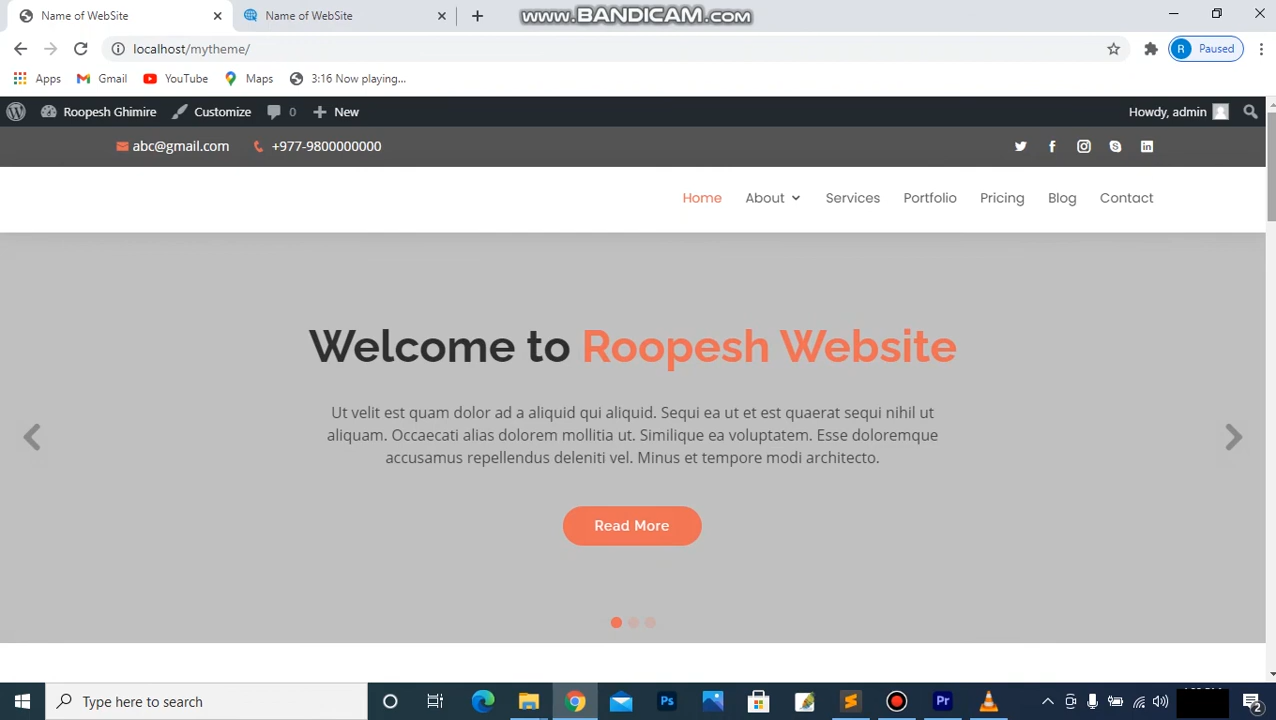 Name of WebSite
Name of WebSite
www.BANDICAM.com
localhost/mytheme/
R Paused
Apps
Gmail
YouTube
Maps
3:16 Now playing...
Roopesh Ghimire
Customize
0
New
Howdy, admin
abc@gmail.com
+977-9800000000
Home
About
Services
Portfolio
Pricing
Blog
Contact
Welcome to Roopesh Website
Ut velit est quam dolor ad a aliquid qui aliquid. Sequi ea ut et est quaerat sequi nihil ut
aliquam. Occaecati alias dolorem mollitia ut. Similique ea voluptatem. Esse doloremque
accusamus repellendus deleniti vel. Minus et tempore modi architecto.
Read More
Type here to search
Ps
Pr
2